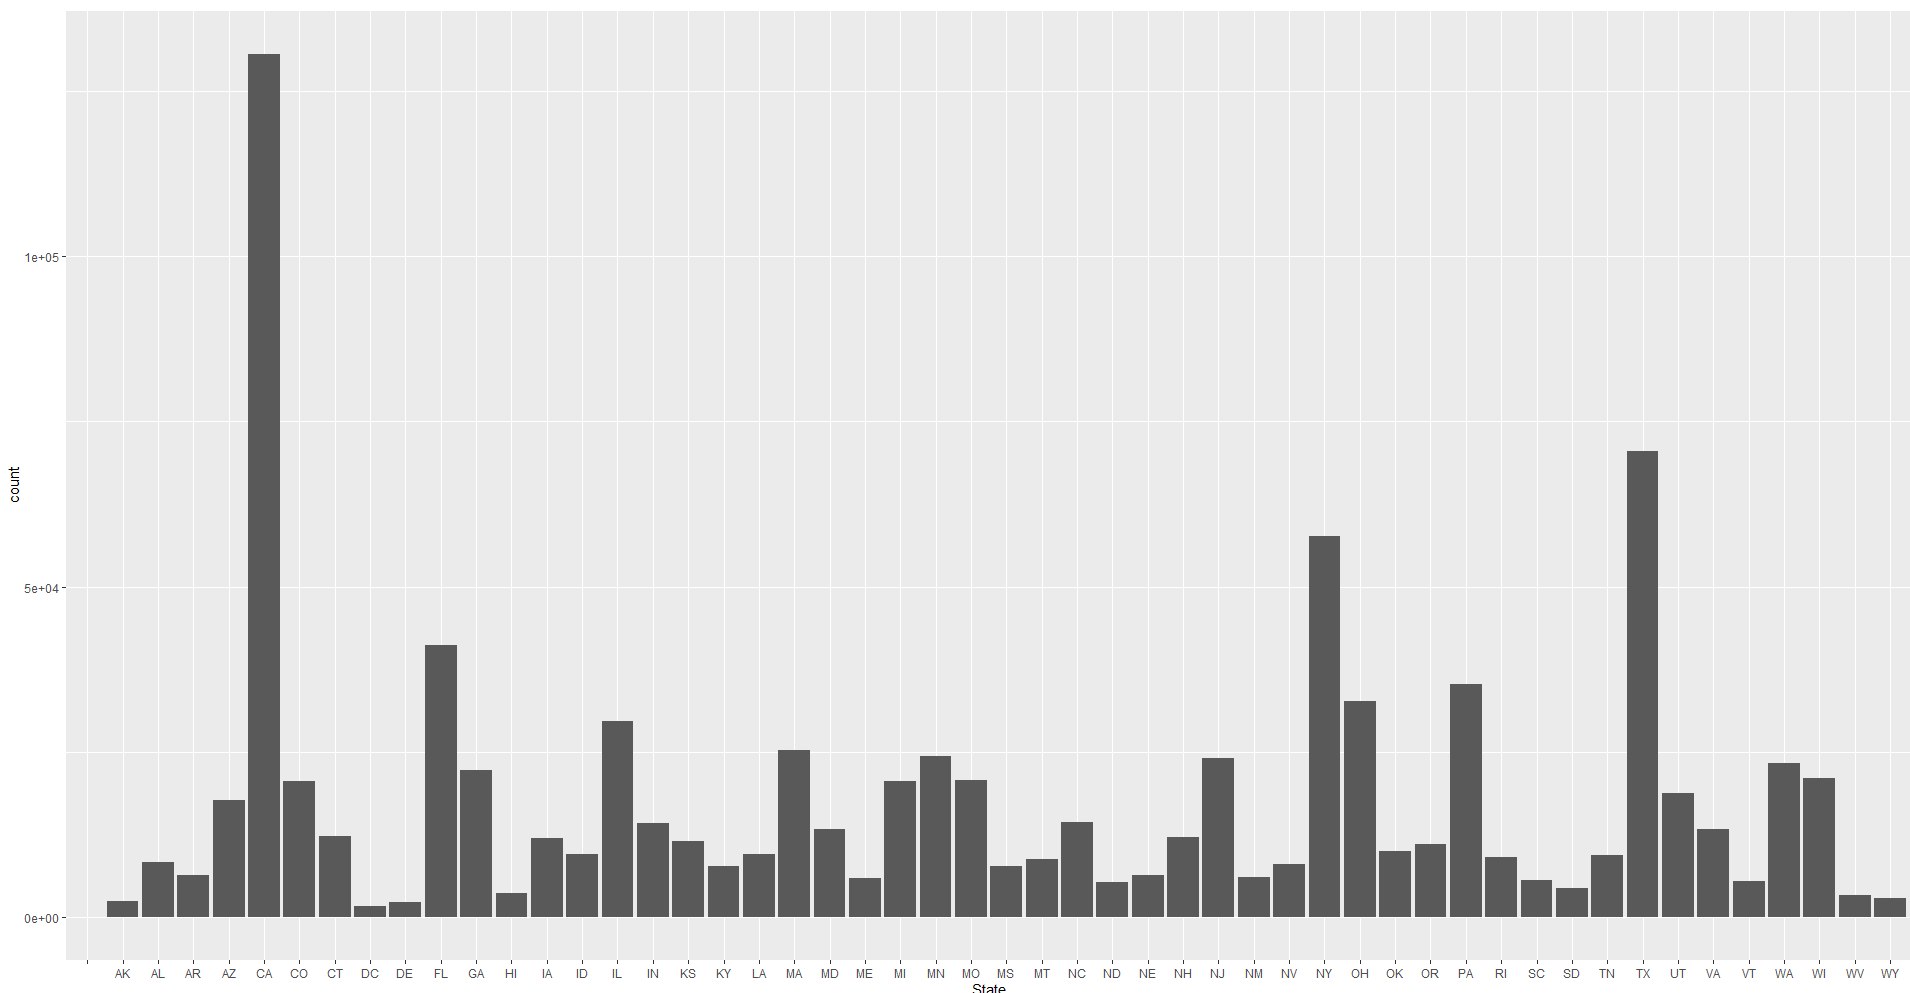 count
1e+05
5e+04
0e+00
AK AL AR AZ CA CO CT DC DE FL GA HI IA ID IL IN KS KY LA MA MD ME MI MN MO MS MT NC ND NE NH NJ NM NV NY OH OK OR PA RI SC SD TN TX UT VA VT WA WI WV WY
State